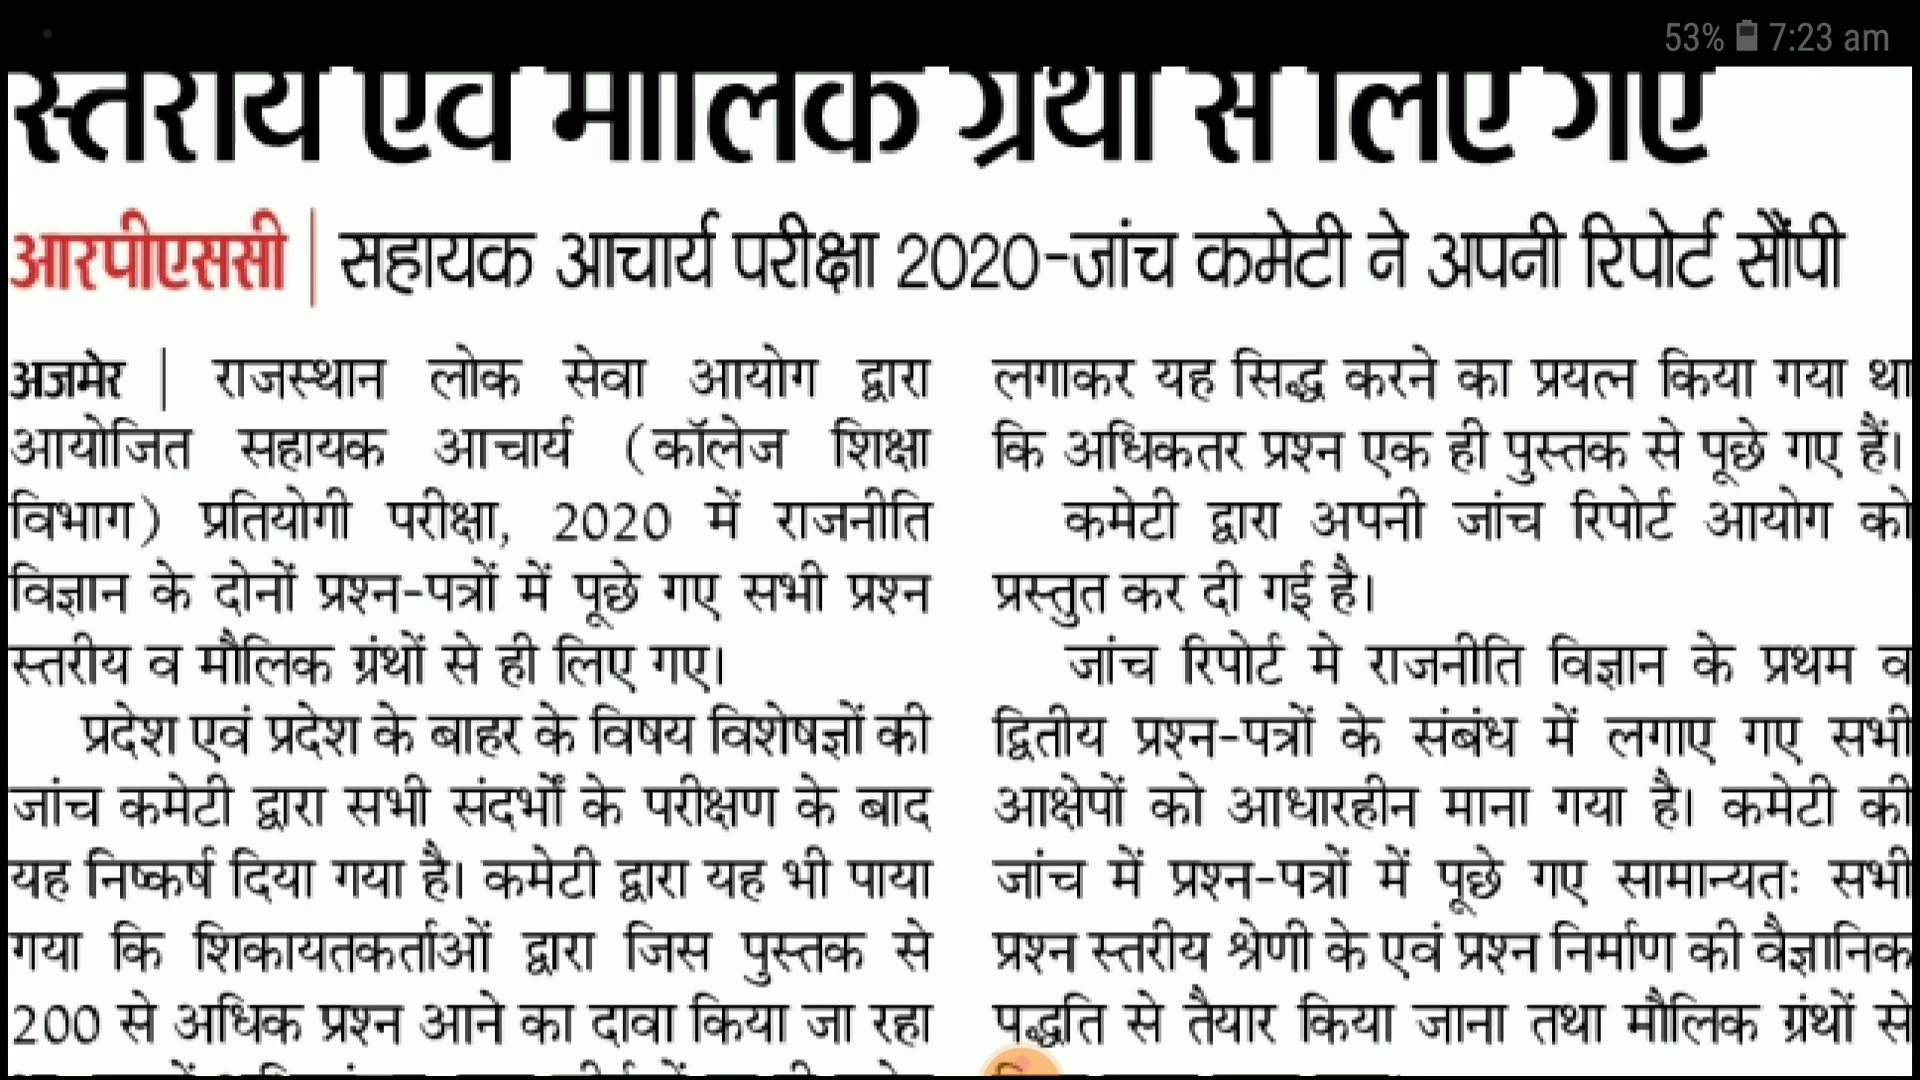 53% 7:23 am
स्तरीय एवं मौलिक ग्रंथों से लिए गए
आरपीएससी | सहायक आचार्य परीक्षा 2020-जांच कमेटी ने अपनी रिपोर्ट सौंपी
अजमेर | राजस्थान लोक सेवा आयोग द्वारा
आयोजित सहायक आचार्य (कॉलेज शिक्षा
विभाग) प्रतियोगी परीक्षा, 2020 में राजनीति
विज्ञान के दोनों प्रश्न-पत्रों में पूछे गए सभी प्रश्न
स्तरीय व मौलिक ग्रंथों से ही लिए गए।
प्रदेश एवं प्रदेश के बाहर के विषय विशेषज्ञों की
जांच कमेटी द्वारा सभी संदर्भों के परीक्षण के बाद
यह निष्कर्ष दिया गया है। कमेटी द्वारा यह भी पाया
गया कि शिकायतकर्ताओं द्वारा जिस पुस्तक से
200 से अधिक प्रश्न आने का दावा किया जा रहा
लगाकर यह सिद्ध करने का प्रयत्न किया गया था
कि अधिकतर प्रश्न एक ही पुस्तक से पूछे गए हैं।
कमेटी द्वारा अपनी जांच रिपोर्ट आयोग को
प्रस्तुत कर दी गई है।
जांच रिपोर्ट मे राजनीति विज्ञान के प्रथम व
द्वितीय प्रश्न-पत्रों के संबंध में लगाए गए सभी
आक्षेपों को आधारहीन माना गया है। कमेटी की
जांच में प्रश्न-पत्रों में पूछे गए सामान्यतः सभी
प्रश्न स्तरीय श्रेणी के एवं प्रश्न निर्माण की वैज्ञानिक
पद्धति से तैयार किया जाना तथा मौलिक ग्रंथों से